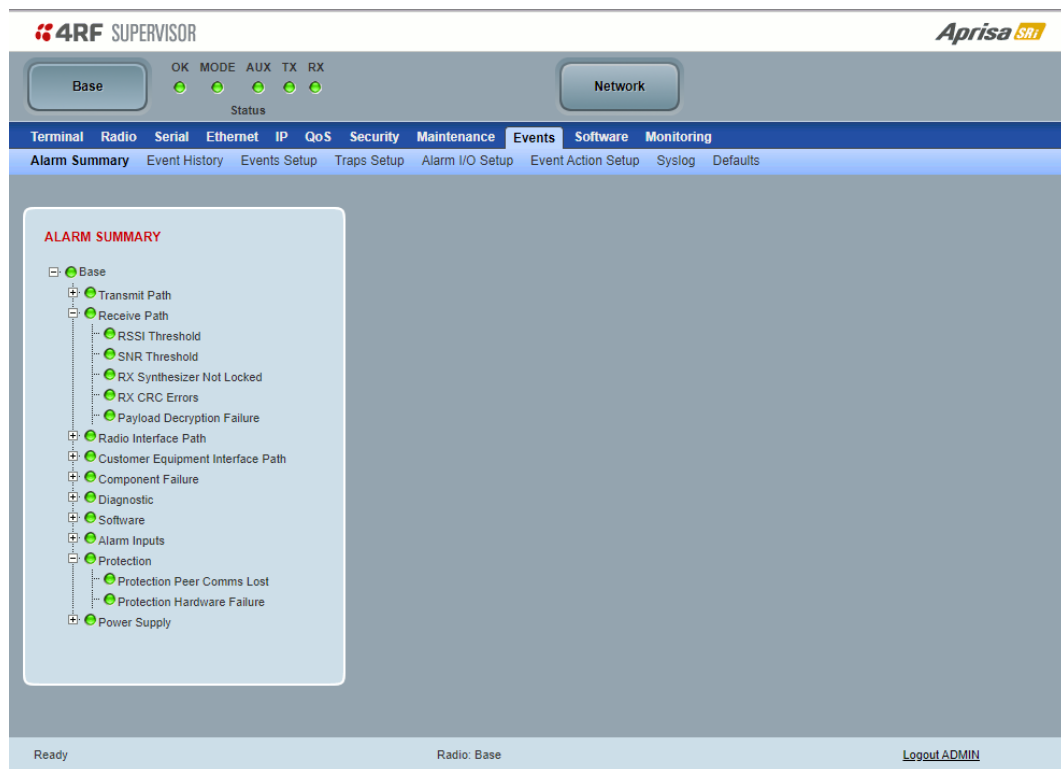 4RF SUPERVISOR
Aprisa SRi
OK MODE AUX TX RX
Base
Network
Status
Terminal Radio Serial Ethernet IP QoS Security Maintenance Events Software Monitoring
Alarm Summary Event History Events Setup Traps Setup Alarm I/O Setup Event Action Setup Syslog Defaults
ALARM SUMMARY
Base
Transmit Path
Receive Path
RSSI Threshold
SNR Threshold
RX Synthesizer Not Locked
RX CRC Errors
Payload Decryption Failure
Radio Interface Path
Customer Equipment Interface Path
Component Failure
Diagnostic
Software
Alarm Inputs
Protection
Protection Peer Comms Lost
Protection Hardware Failure
Power Supply
Ready
Radio: Base
Logout ADMIN